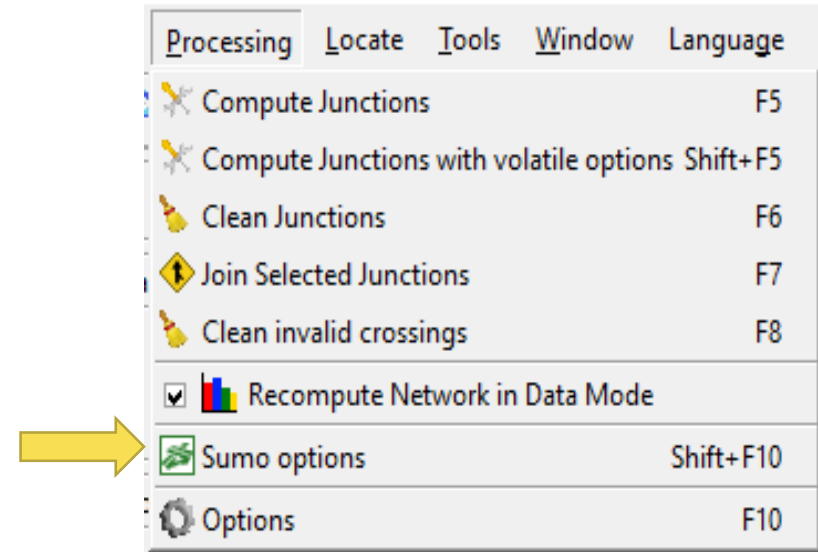 Processing Locate Tools Window Language
Compute Junctions F5
Compute Junctions with volatile options Shift+F5
Clean Junctions F6
Join Selected Junctions F7
Clean invalid crossings F8
Recompute Network in Data Mode
Sumo options Shift+F10
Options F10